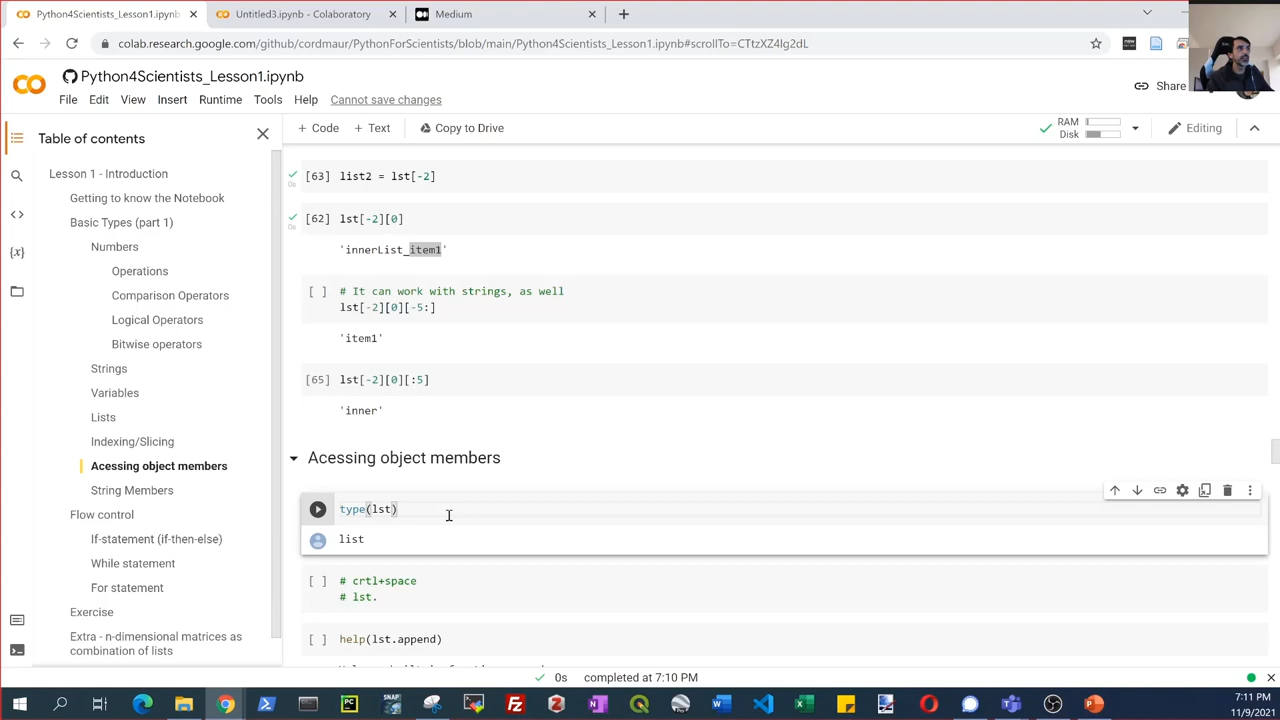 Python4Scientists_Lesson1.ipynb
Untitled3.ipynb - Colaboratory
Medium
colab.research.google.com/github/cordmaur/PythonForScientists/blob/main/Python4Scientists_Lesson1.ipynb#scrollTo=CTtzXZ4Ig2dL
Python4Scientists_Lesson1.ipynb
File Edit View Insert Runtime Tools Help Cannot save changes
Share
+ Code + Text Copy to Drive
RAM
Disk
Editing
Table of contents
Lesson 1 - Introduction
Getting to know the Notebook
Basic Types (part 1)
Numbers
Operations
Comparison Operators
Logical Operators
Bitwise operators
Strings
Variables
Lists
Indexing/Slicing
Acessing object members
String Members
Flow control
If-statement (if-then-else)
While statement
For statement
Exercise
Extra - n-dimensional matrices as
combination of lists
[63] list2 = lst[-2]
0s
[62] lst[-2][0]
0s
'innerList_item1'
[ ] # It can work with strings, as well
lst[-2][0][-5:]
'item1'
[65] lst[-2][0][:5]
'inner'
Acessing object members
type(lst)
list
[ ] # crtl+space
# lst.
[ ] help(lst.append)
0s completed at 7:10 PM
7:11 PM
11/9/2021